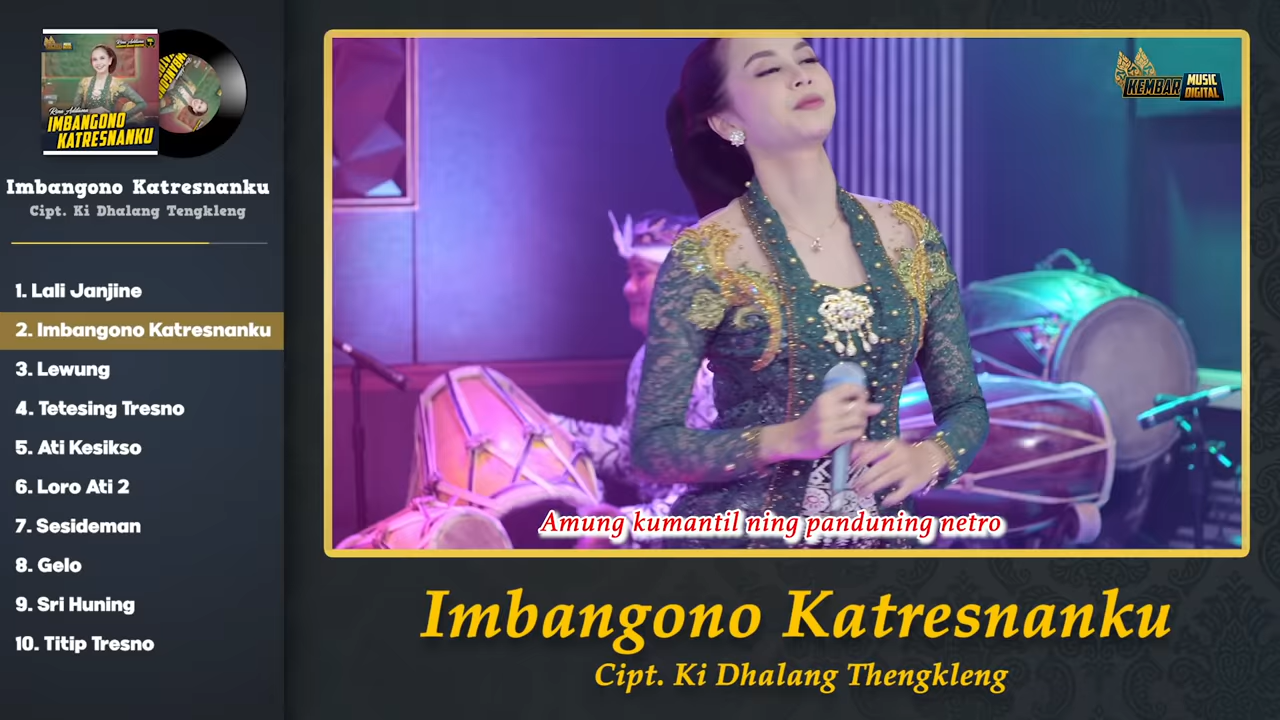 IMBANGONO
KATRESNANKU
Imbangono Katresnanku
Cipt. Ki Dhalang Tengkleng
1. Lali Janjine
2. Imbangono Katresnanku
3. Lewung
4. Tetesing Tresno
5. Ati Kesikso
6. Loro Ati 2
7. Sesideman
8. Gelo
9. Sri Huning
10. Titip Tresno
KEMBAR MUSIC
DIGITAL
Amung kumantil ning panduning netro
Imbangono Katresnanku
Cipt. Ki Dhalang Thengkleng